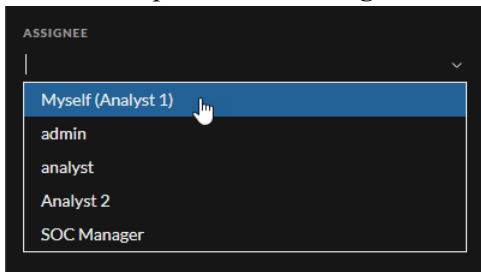 ASSIGNEE
Myself (Analyst 1)
admin
analyst
Analyst 2
SOC Manager